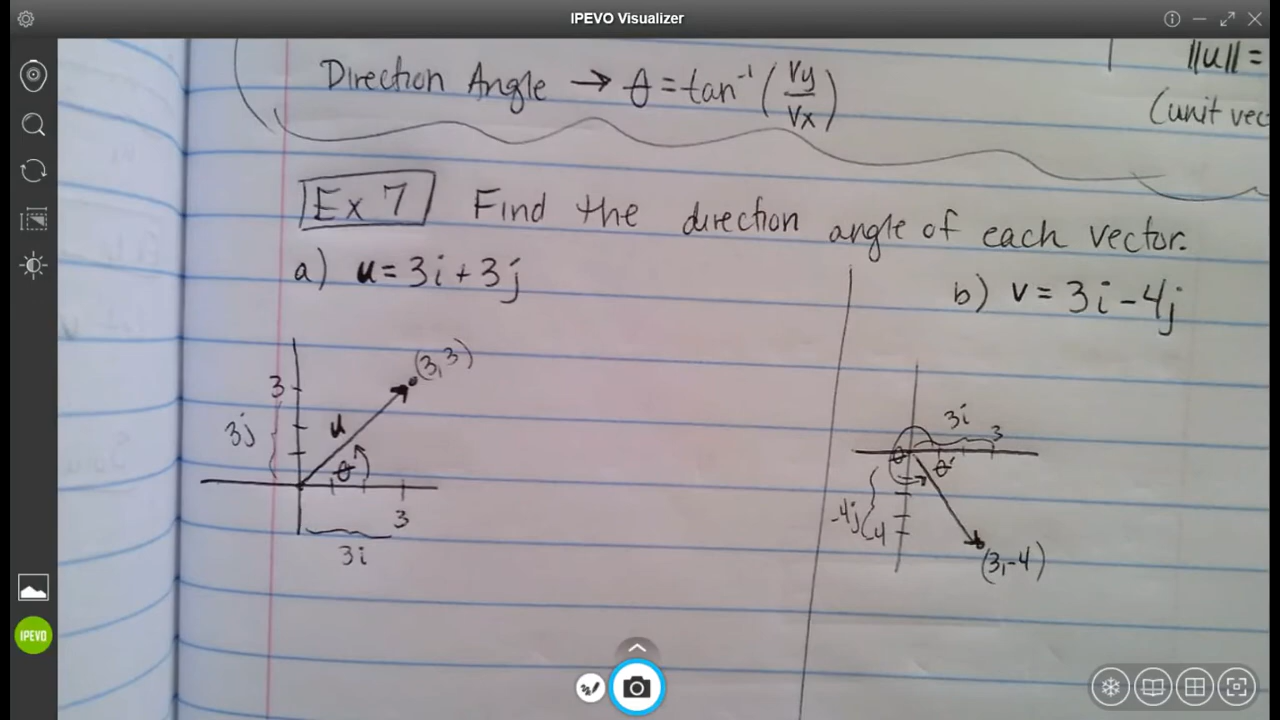 IPEVO Visualizer
Direction Angle → θ = tan⁻¹ (Vy/Vx)
||u|| =
(unit vec
Ex 7 Find the direction angle of each vector.
a) u = 3i + 3j
b) v = 3i - 4j
(3,3)
3
3j
u
θ
3
3i
3i
3
θ
θ'
-4j
4
(3,-4)
IPEVO